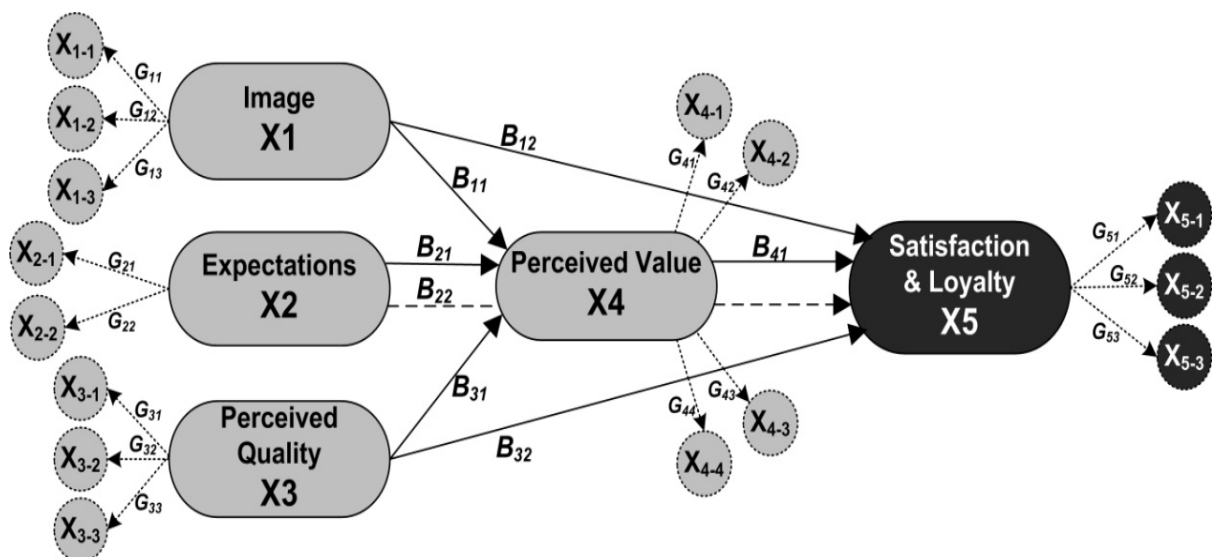 X1-1
G11
X1-2
G12
X1-3
G13
Image
X1
B12
B11
X2-1
G21
X2-2
G22
Expectations
X2
B21
B22
X3-1
G31
X3-2
G32
X3-3
G33
Perceived
Quality
X3
B31
B32
X4-1
G41
X4-2
G42
Perceived Value
X4
B41
G43
X4-3
G44
X4-4
Satisfaction
& Loyalty
X5
G51
X5-1
G52
X5-2
G53
X5-3